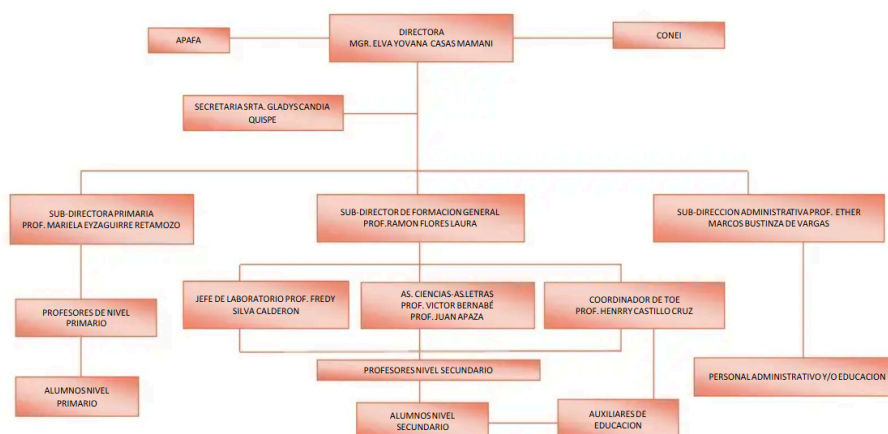 DIRECTORA
MGR. ELVA YOVANA CASAS MAMANI
APAFA
CONEI
SECRETARIA SRTA. GLADYS CANDIA
QUISPE
SUB-DIRECTORA PRIMARIA
PROF. MARIELA EYZAGUIRRE RETAMOZO
SUB-DIRECTOR DE FORMACION GENERAL
PROF.RAMON FLORES LAURA
SUB-DIRECCION ADMINISTRATIVA PROF. ETHER
MARCOS BUSTINZA DE VARGAS
PROFESORES DE NIVEL
PRIMARIO
JEFE DE LABORATORIO PROF. FREDY
SILVA CALDERON
AS. CIENCIAS-AS.LETRAS
PROF. VICTOR BERNABÉ
PROF. JUAN APAZA
COORDINADOR DE TOE
PROF. HENRRY CASTILLO CRUZ
PROFESORES NIVEL SECUNDARIO
PERSONAL ADMINISTRATIVO Y/O EDUCACION
ALUMNOS NIVEL
PRIMARIO
ALUMNOS NIVEL
SECUNDARIO
AUXILIARES DE
EDUCACION